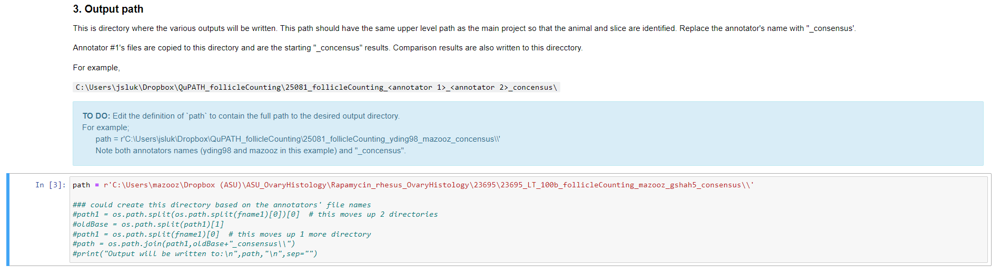 3. Output path
This is directory where the various outputs will be written. This path should have the same upper level path as the main project so that the animal and slice are identified. Replace the annotator's name with "_consensus'.
Annotator #1's files are copied to this directory and are the starting "_concensus" results. Comparison results are also written to this direcctory.
For example,
C:\Users\jsluk\Dropbox\QuPATH_follicleCounting\25081_follicleCounting_<annotator 1>_<annotator 2>_concensus\
TO DO: Edit the definition of `path` to contain the full path to the desired output directory.
For example;
path = r'C:\Users\jsluk\Dropbox\QuPATH_follicleCounting\25081_follicleCounting_yding98_mazooz_concensus\\'
Note both annotators names (yding98 and mazooz in this example) and "_concensus".
In [3]: path = r'C:\Users\mazooz\Dropbox (ASU)\ASU_OvaryHistology\Rapamycin_rhesus_OvaryHistology\23695\23695_LT_100b_follicleCounting_mazooz_gshah5_consensus\\'
### could create this directory based on the annotators' file names
#path1 = os.path.split(os.path.split(fname1)[0])[0]  # this moves up 2 directories
#oldBase = os.path.split(path1)[1]
#path1 = os.path.split(fname1)[0]  # this moves up 1 more directory
#path = os.path.join(path1,oldBase+"_consensus\\")
#print("Output will be written to:\n",path,"\n",sep="")